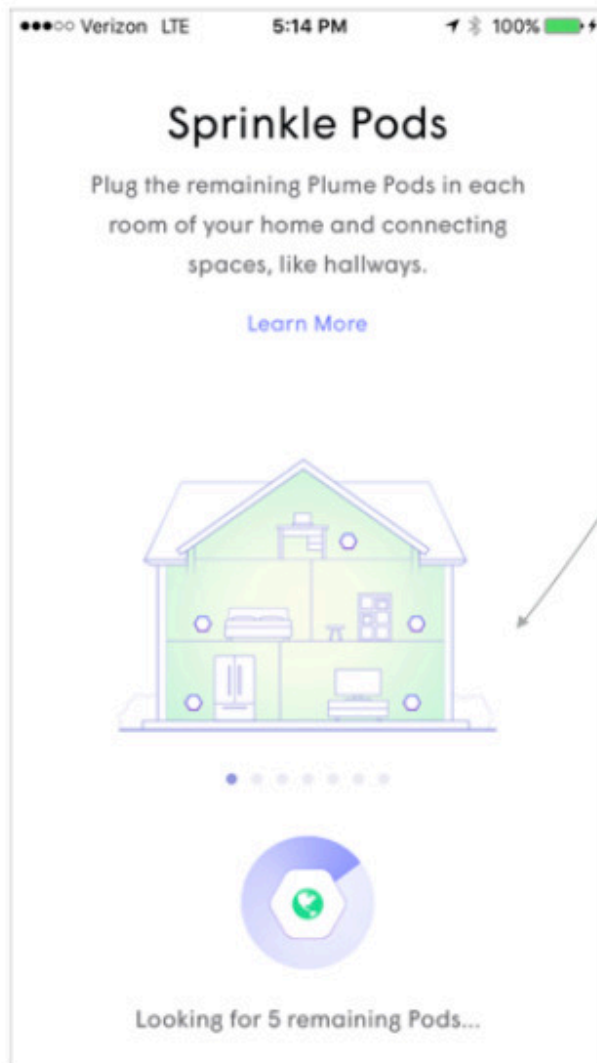 Verizon LTE 5:14 PM 100%
Sprinkle Pods
Plug the remaining Plume Pods in each
room of your home and connecting
spaces, like hallways.
Learn More
Looking for 5 remaining Pods...